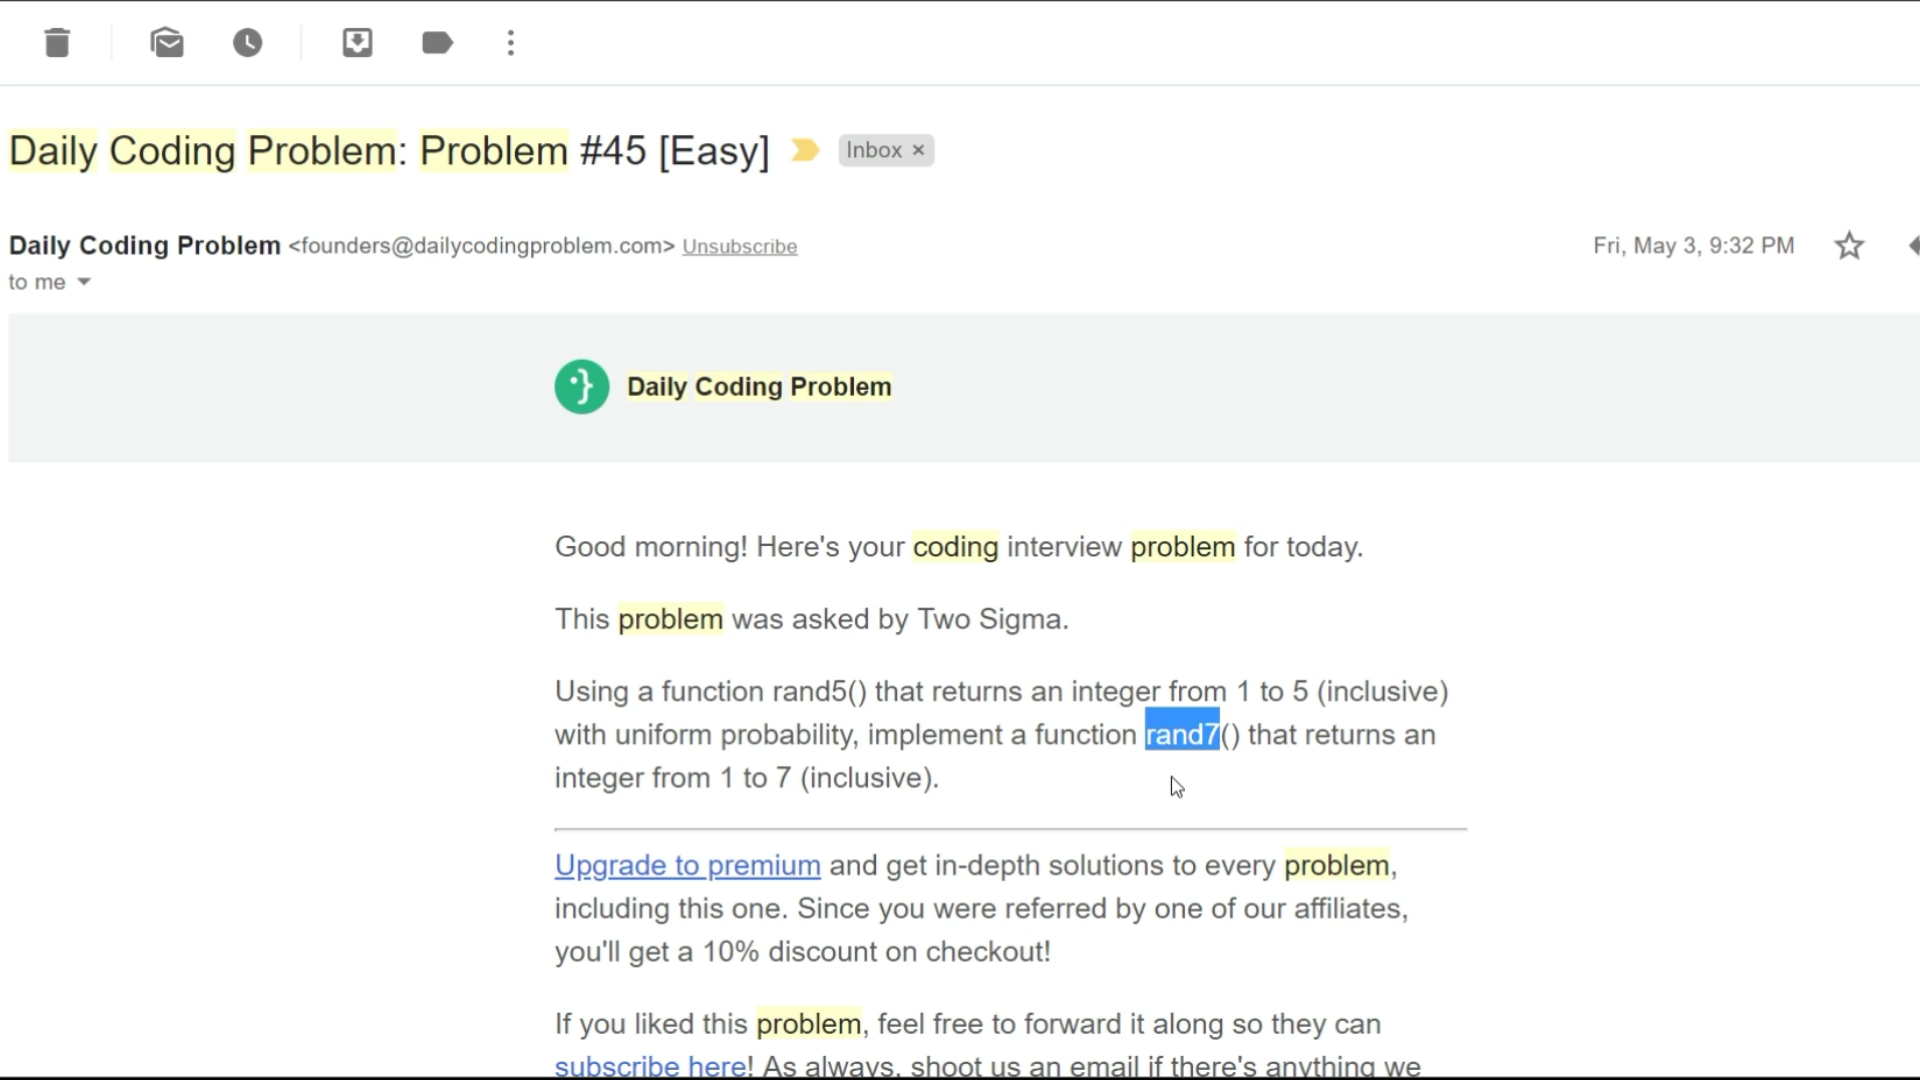 Daily Coding Problem: Problem #45 [Easy] Inbox ×
Daily Coding Problem <founders@dailycodingproblem.com> Unsubscribe Fri, May 3, 9:32 PM
to me
Daily Coding Problem
Good morning! Here's your coding interview problem for today.
This problem was asked by Two Sigma.
Using a function rand5() that returns an integer from 1 to 5 (inclusive)
with uniform probability, implement a function rand7() that returns an
integer from 1 to 7 (inclusive).
Upgrade to premium and get in-depth solutions to every problem,
including this one. Since you were referred by one of our affiliates,
you'll get a 10% discount on checkout!
If you liked this problem, feel free to forward it along so they can
subscribe here! As always, shoot us an email if there's anything we